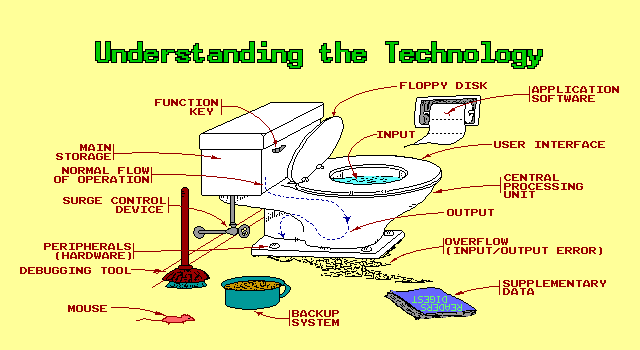 Understanding the Technology
FLOPPY DISK
APPLICATION
SOFTWARE
FUNCTION
KEY
INPUT
USER INTERFACE
MAIN
STORAGE
NORMAL FLOW
OF OPERATION
CENTRAL
PROCESSING
UNIT
SURGE CONTROL
DEVICE
OUTPUT
PERIPHERALS
(HARDWARE)
OVERFLOW
(INPUT/OUTPUT ERROR)
DEBUGGING TOOL
SUPPLEMENTARY
DATA
READERS
DIGEST
MOUSE
BACKUP
SYSTEM